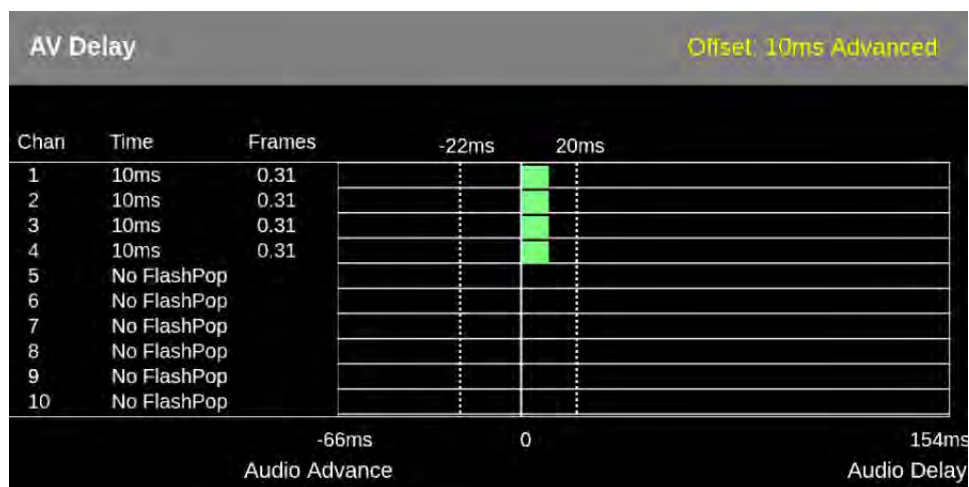 AV Delay Offset: 10ms Advanced
Chan Time Frames -22ms 20ms
1 10ms 0.31
2 10ms 0.31
3 10ms 0.31
4 10ms 0.31
5 No FlashPop
6 No FlashPop
7 No FlashPop
8 No FlashPop
9 No FlashPop
10 No FlashPop
-66ms 0 154ms
Audio Advance Audio Delay